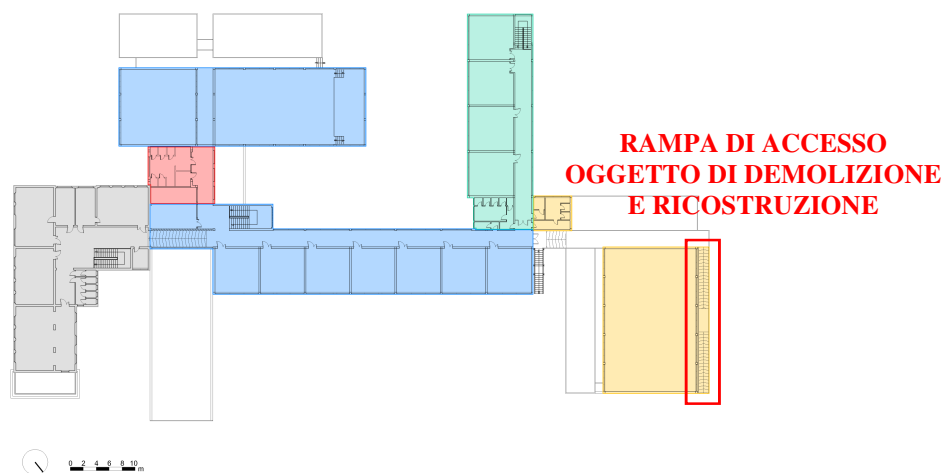 RAMPA DI ACCESSO
OGGETTO DI DEMOLIZIONE
E RICOSTRUZIONE
0 2 4 6 8 10 m